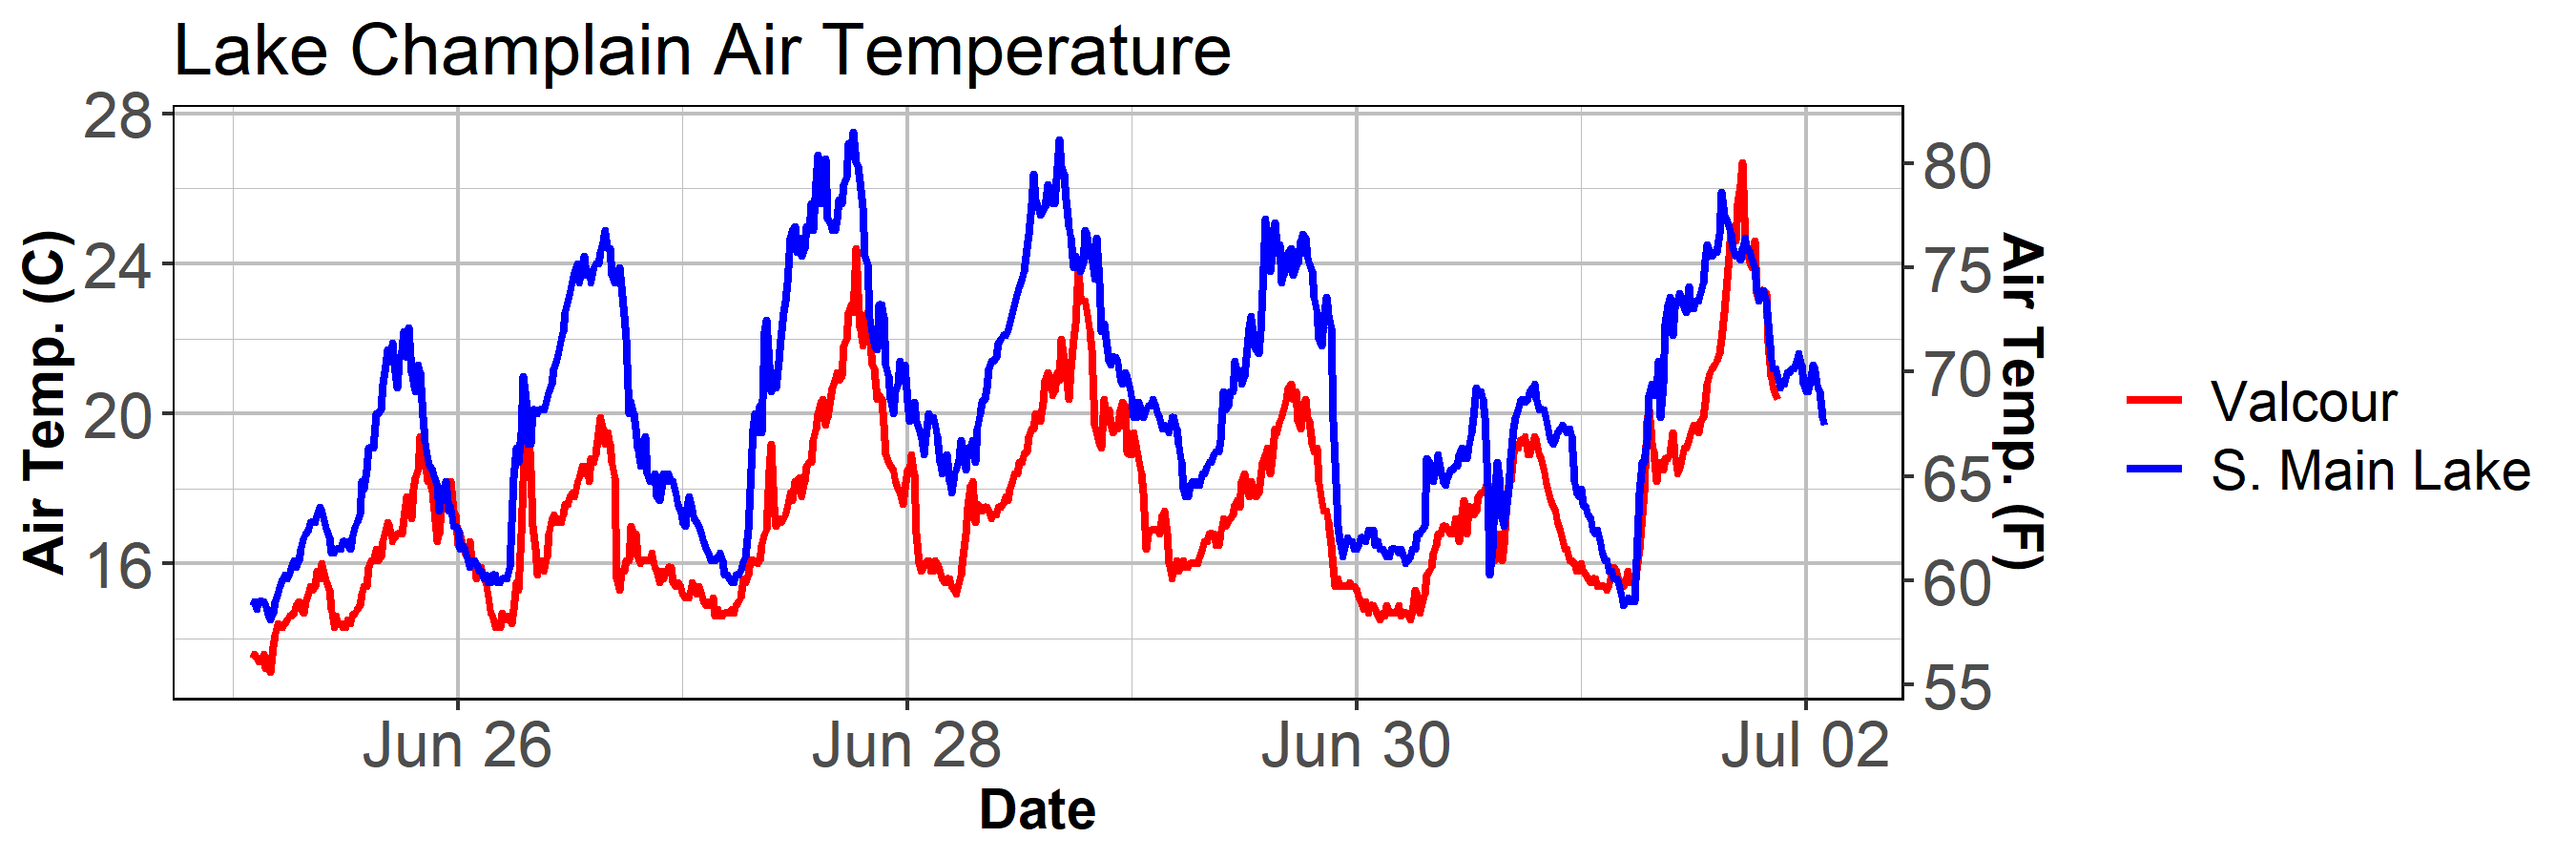 Lake Champlain Air Temperature
28
24
20
16
Air Temp. (C)
80
75
70
65
60
55
Air Temp. (F)
Jun 26
Jun 28
Jun 30
Jul 02
Date
Valcour
S. Main Lake